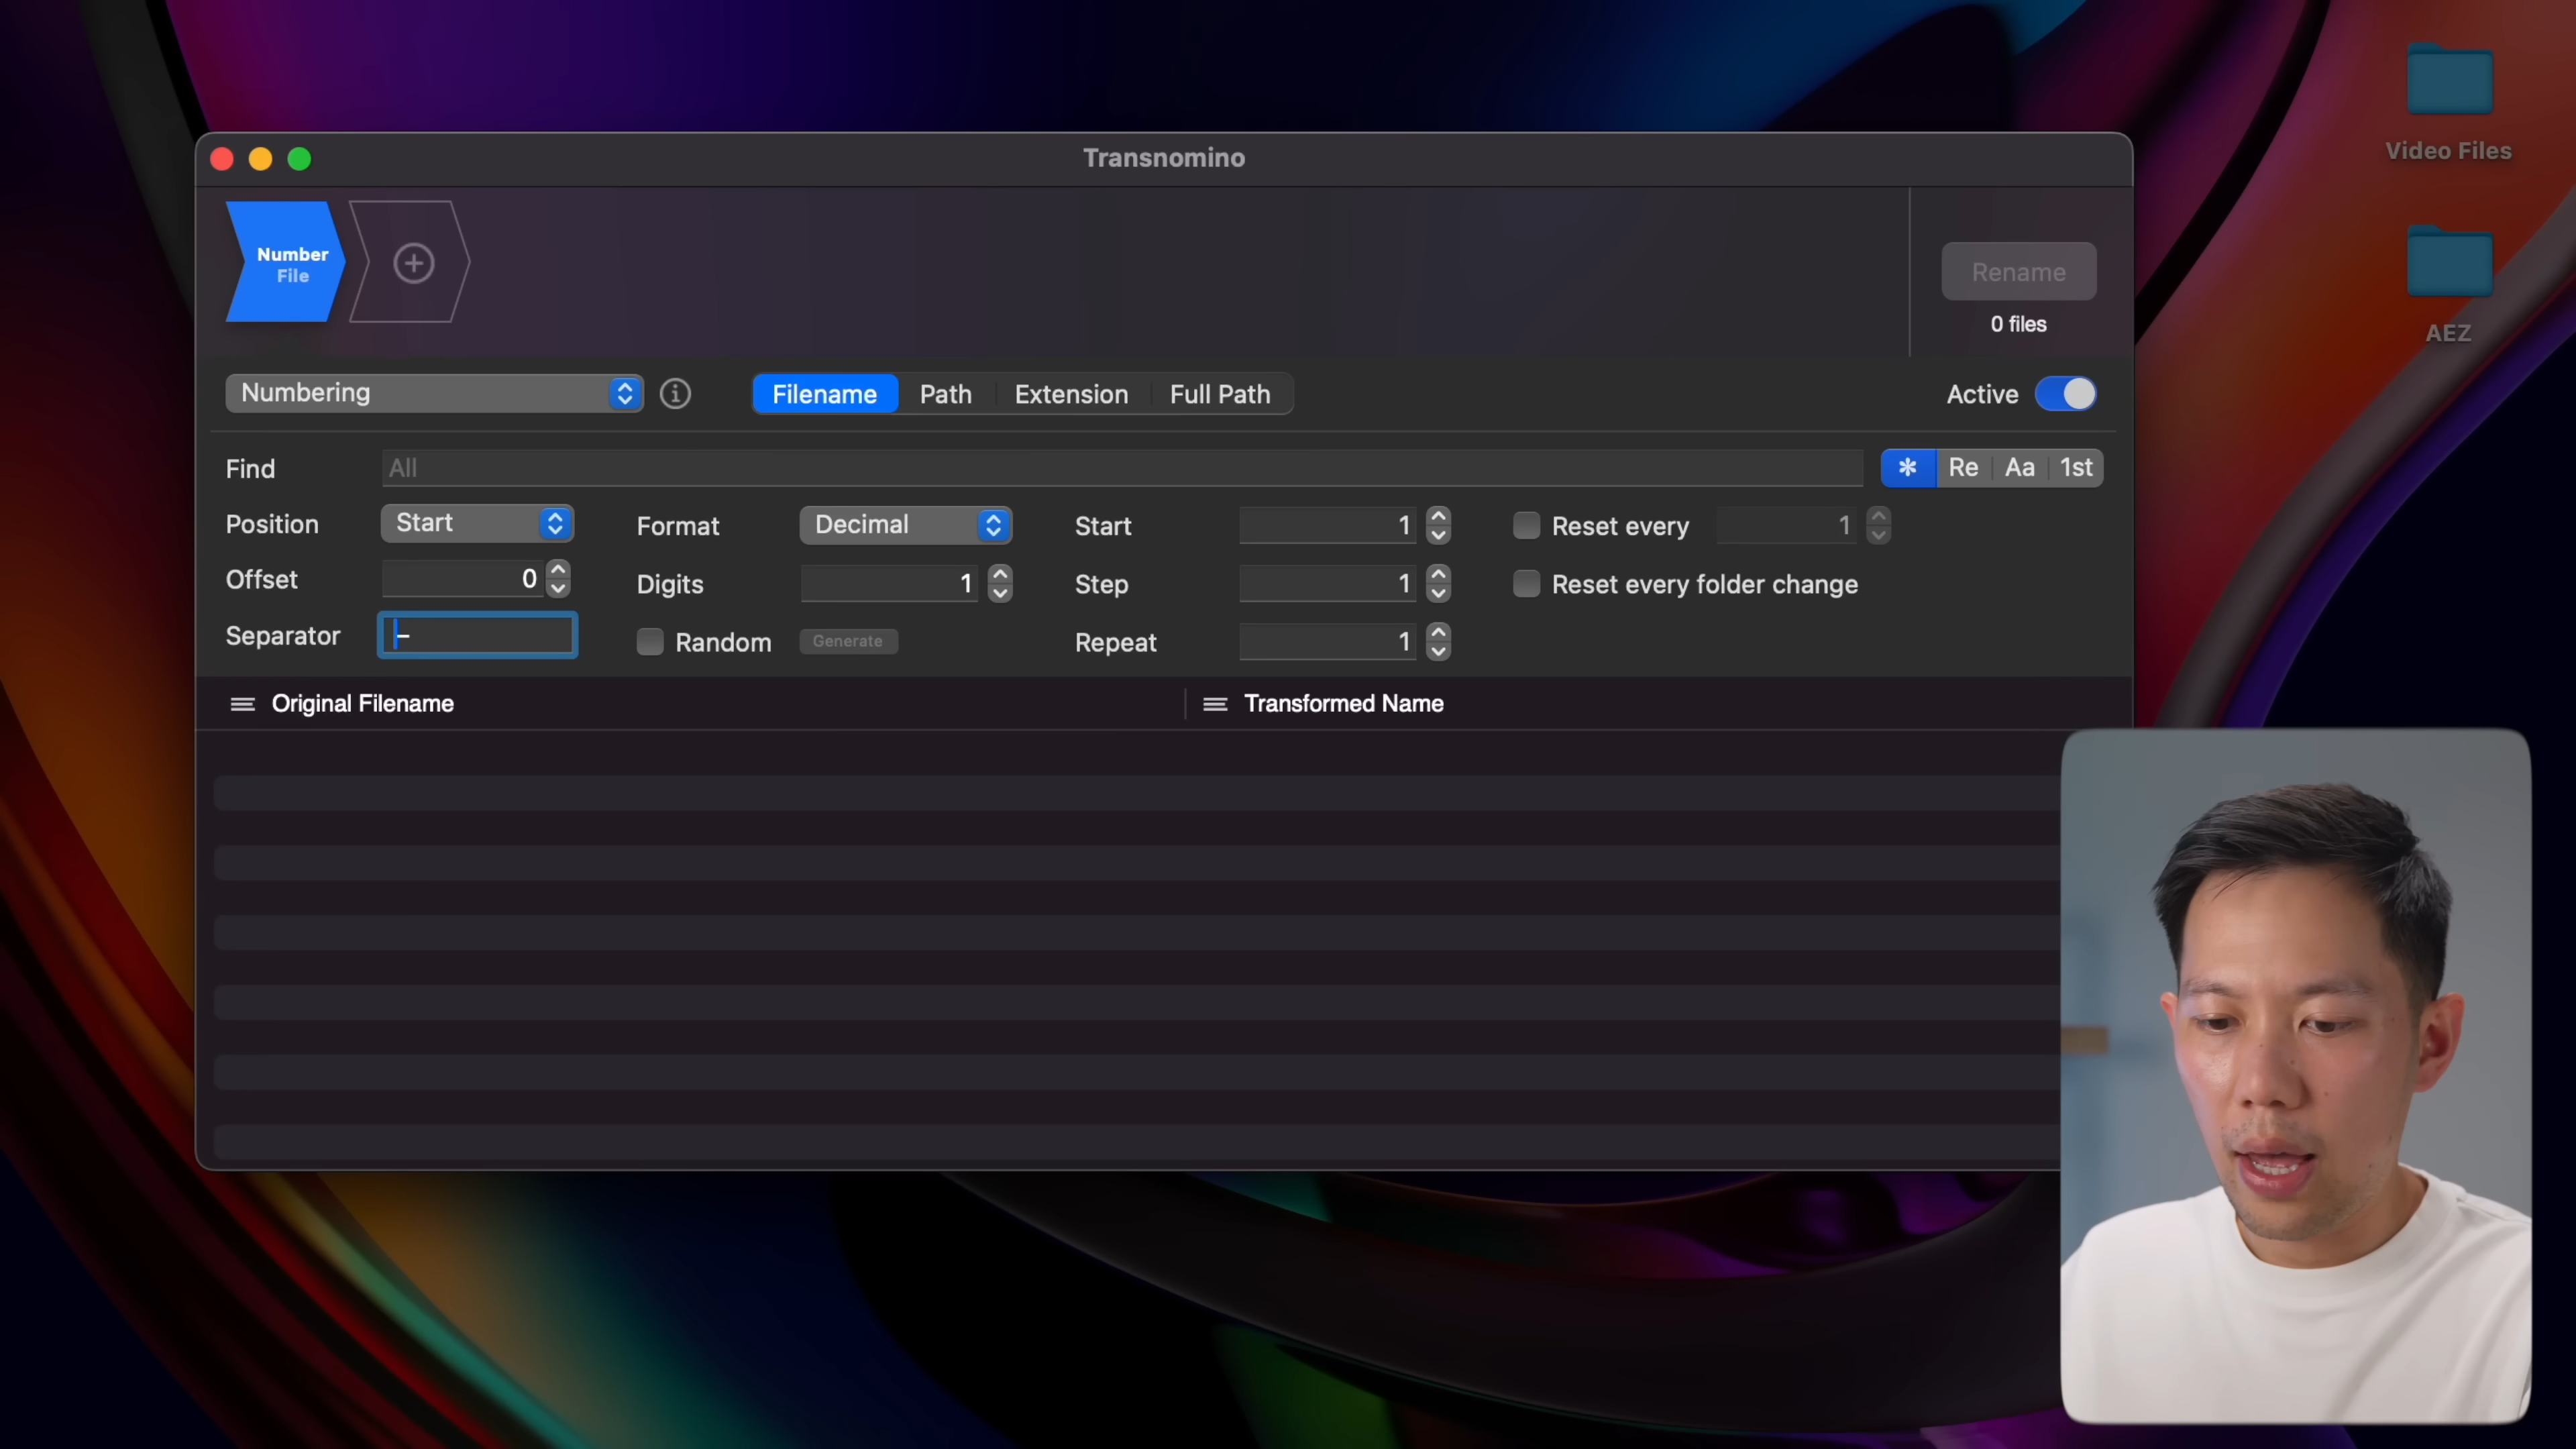 Transnomino
Video Files
AEZ
Number
File
Rename
0 files
Numbering
Filename Path Extension Full Path
Active
Find All * Re Aa 1st
Position Start Format Decimal Start 1 Reset every 1
Offset 0 Digits 1 Step 1 Reset every folder change
Separator - Random Generate Repeat 1
Original Filename Transformed Name